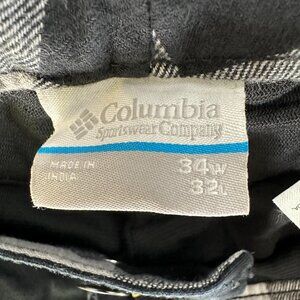 Columbia
Sportswear Company
MADE IN
INDIA
34W
32L